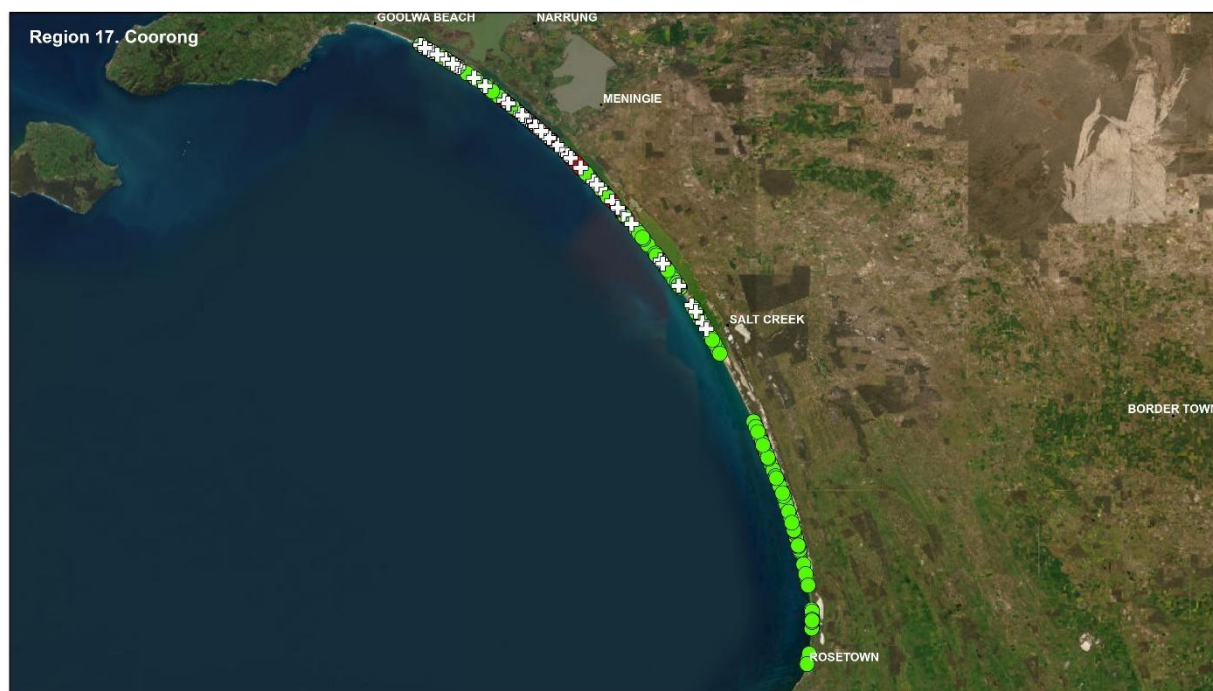 GOOLWA BEACH
NARRUNG
Region 17. Coorong
MENINGIE
SALT CREEK
BORDER TOWN
ROSETOWN